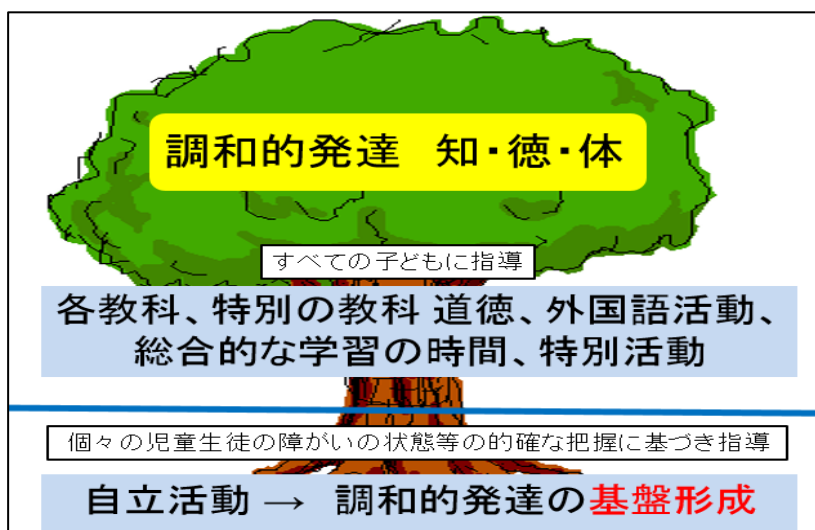 調和的発達　知・徳・体
すべての子どもに指導
各教科、特別の教科 道徳、外国語活動、
総合的な学習の時間、特別活動
個々の児童生徒の障がいの状態等の的確な把握に基づき指導
自立活動 → 調和的発達の基盤形成